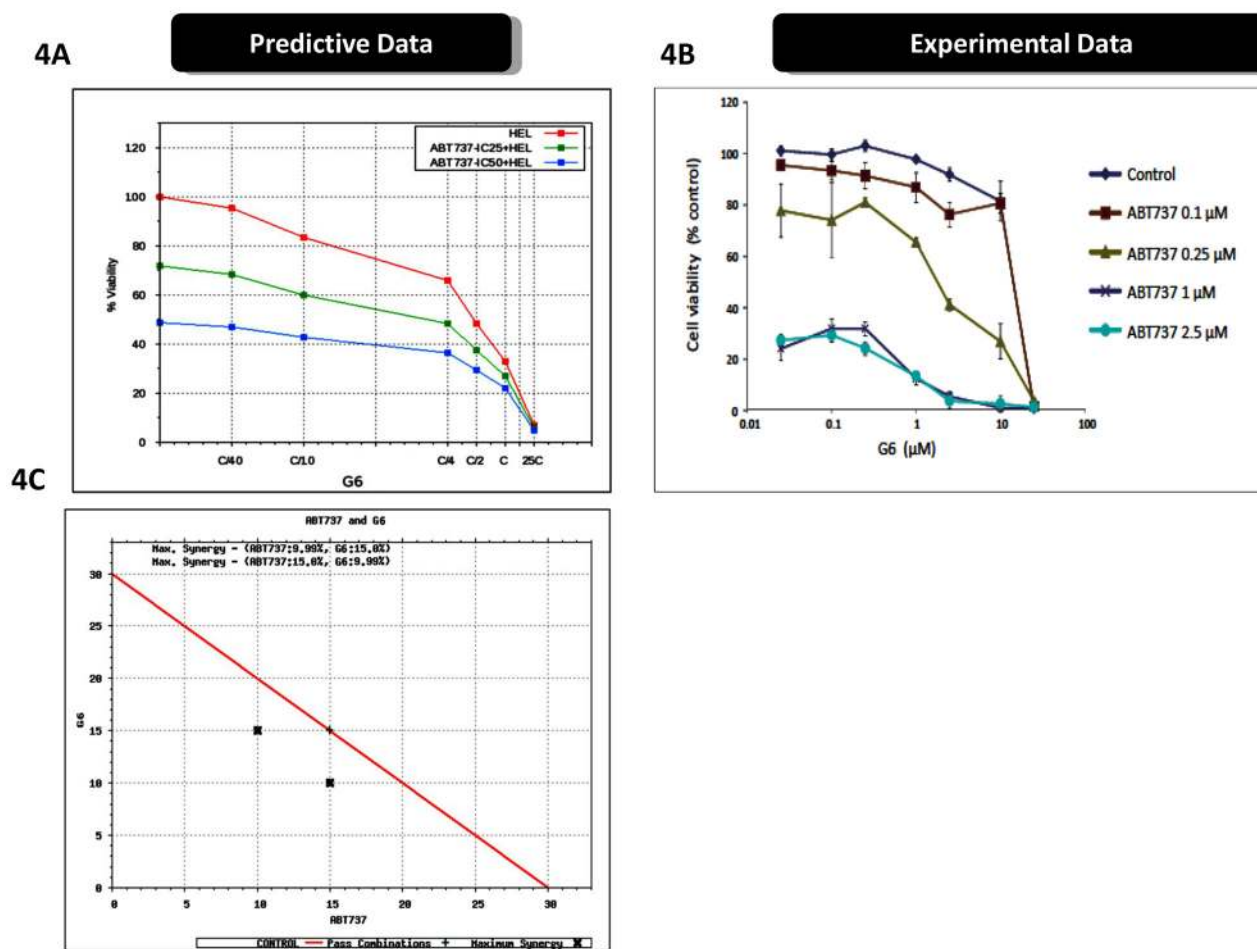 4A
Predictive Data
120
100
80
60
40
20
0
% Viability
HEL
ABT737-IC25+HEL
ABT737-IC50+HEL
C/40 C/10 C/4 C/2 C 25C
G6
4B
Experimental Data
120
100
80
60
40
20
0
Cell viability (% control)
0.01 0.1 1 10 100
G6 (μM)
Control
ABT737 0.1 μM
ABT737 0.25 μM
ABT737 1 μM
ABT737 2.5 μM
4C
ABT737 and G6
Max. Synergy - (ABT737:9.99%, G6:15.0%)
Max. Synergy - (ABT737:15.0%, G6:9.99%)
30
25
20
15
10
5
0
G6
0 5 10 15 20 25 30
ABT737
CONTROL Pass Combinations + Maximum Synergy